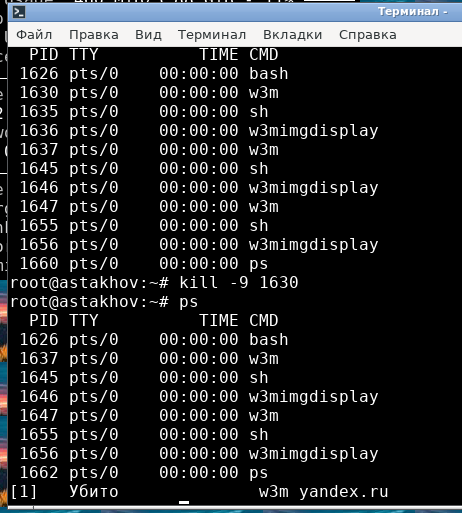 Терминал -
Файл Правка Вид Терминал Вкладки Справка
PID TTY TIME CMD
1626 pts/0 00:00:00 bash
1630 pts/0 00:00:00 w3m
1635 pts/0 00:00:00 sh
1636 pts/0 00:00:00 w3mimgdisplay
1637 pts/0 00:00:00 w3m
1645 pts/0 00:00:00 sh
1646 pts/0 00:00:00 w3mimgdisplay
1647 pts/0 00:00:00 w3m
1655 pts/0 00:00:00 sh
1656 pts/0 00:00:00 w3mimgdisplay
1660 pts/0 00:00:00 ps
root@astakhov:~# kill -9 1630
root@astakhov:~# ps
PID TTY TIME CMD
1626 pts/0 00:00:00 bash
1637 pts/0 00:00:00 w3m
1645 pts/0 00:00:00 sh
1646 pts/0 00:00:00 w3mimgdisplay
1647 pts/0 00:00:00 w3m
1655 pts/0 00:00:00 sh
1656 pts/0 00:00:00 w3mimgdisplay
1662 pts/0 00:00:00 ps
[1] Убито w3m yandex.ru